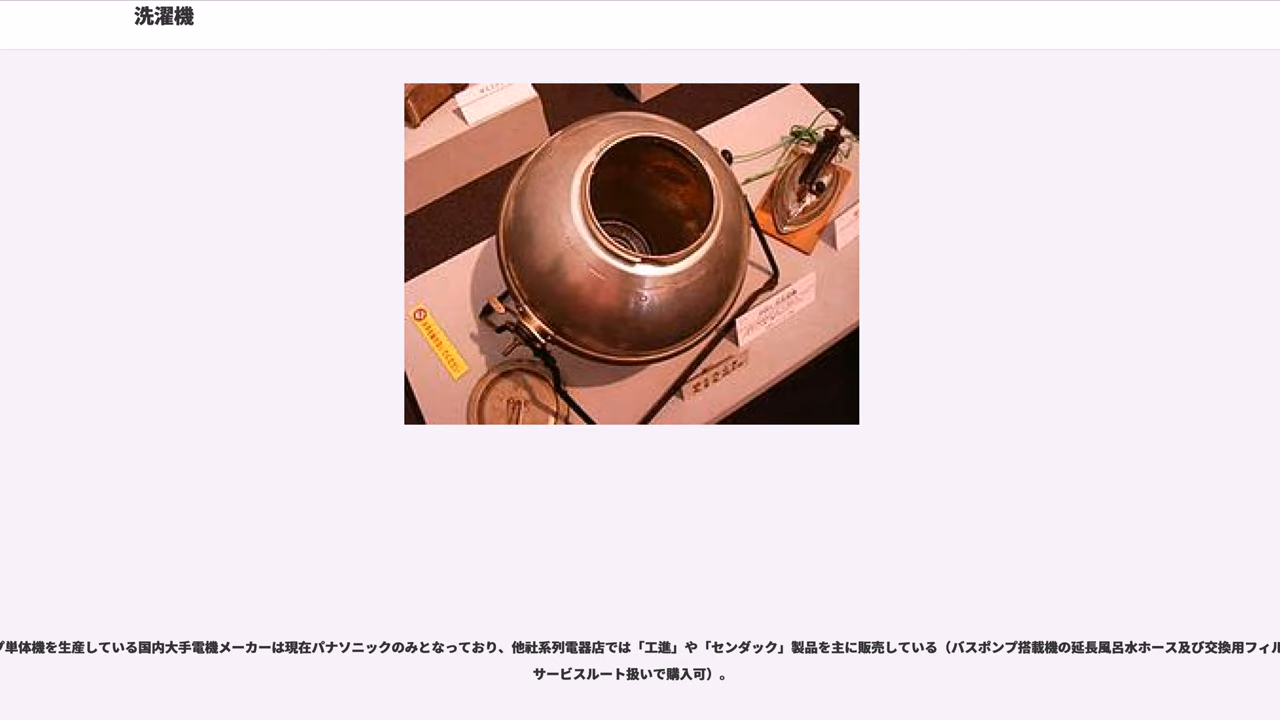 洗濯機
単体機を生産している国内大手電機メーカーは現在パナソニックのみとなっており、他社系列電器店では「工進」や「センダック」製品を主に販売している（バスポンプ搭載機の延長風呂水ホース及び交換用フィル
サービスルート扱いで購入可）。